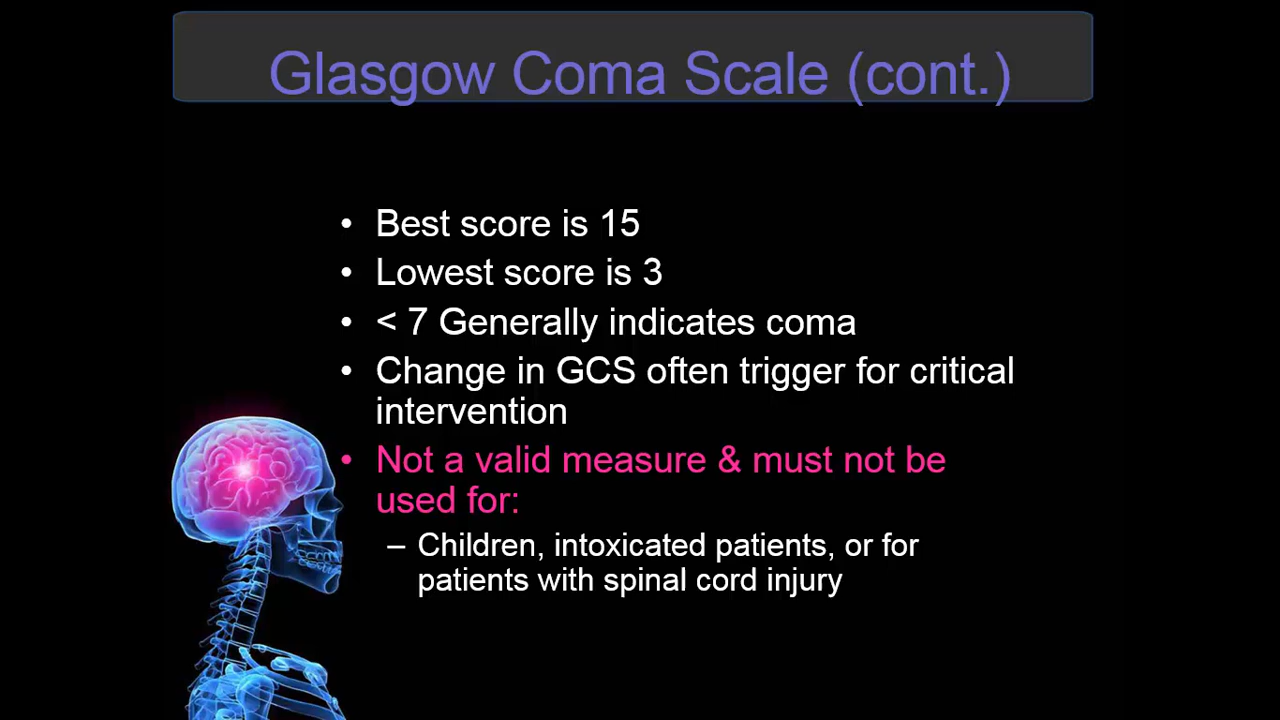 Glasgow Coma Scale (cont.)
• Best score is 15
• Lowest score is 3
• < 7 Generally indicates coma
• Change in GCS often trigger for critical
intervention
• Not a valid measure & must not be
used for:
– Children, intoxicated patients, or for
patients with spinal cord injury